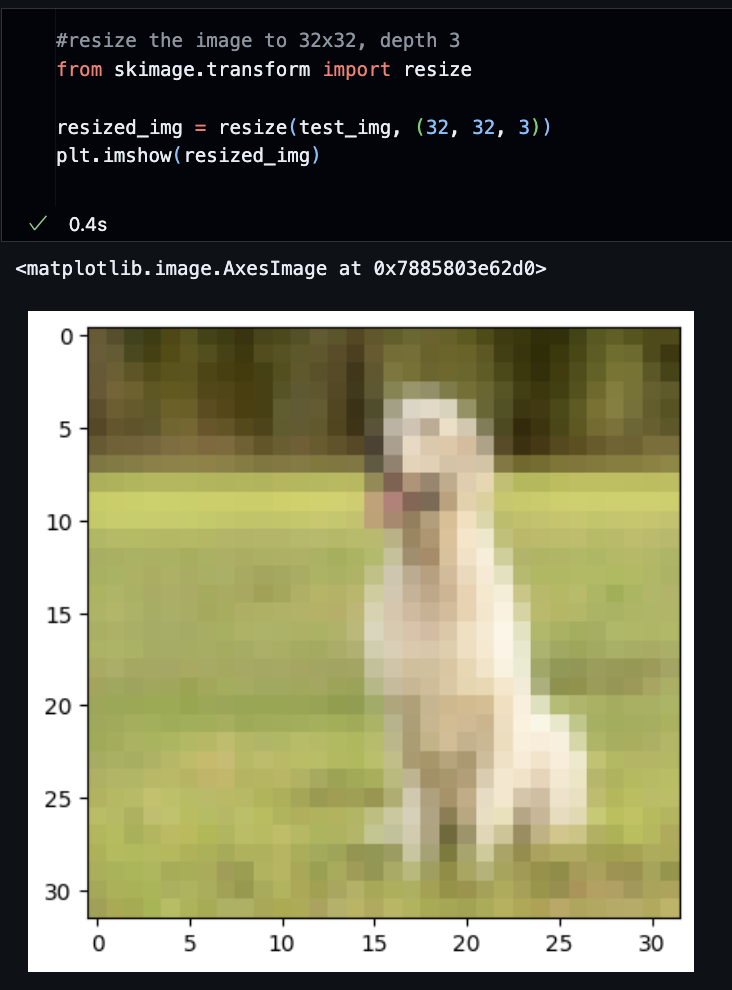 #resize the image to 32x32, depth 3
from skimage.transform import resize
resized_img = resize(test_img, (32, 32, 3))
plt.imshow(resized_img)
0.4s
<matplotlib.image.AxesImage at 0x7885803e62d0>
0
5
10
15
20
25
30
0 5 10 15 20 25 30